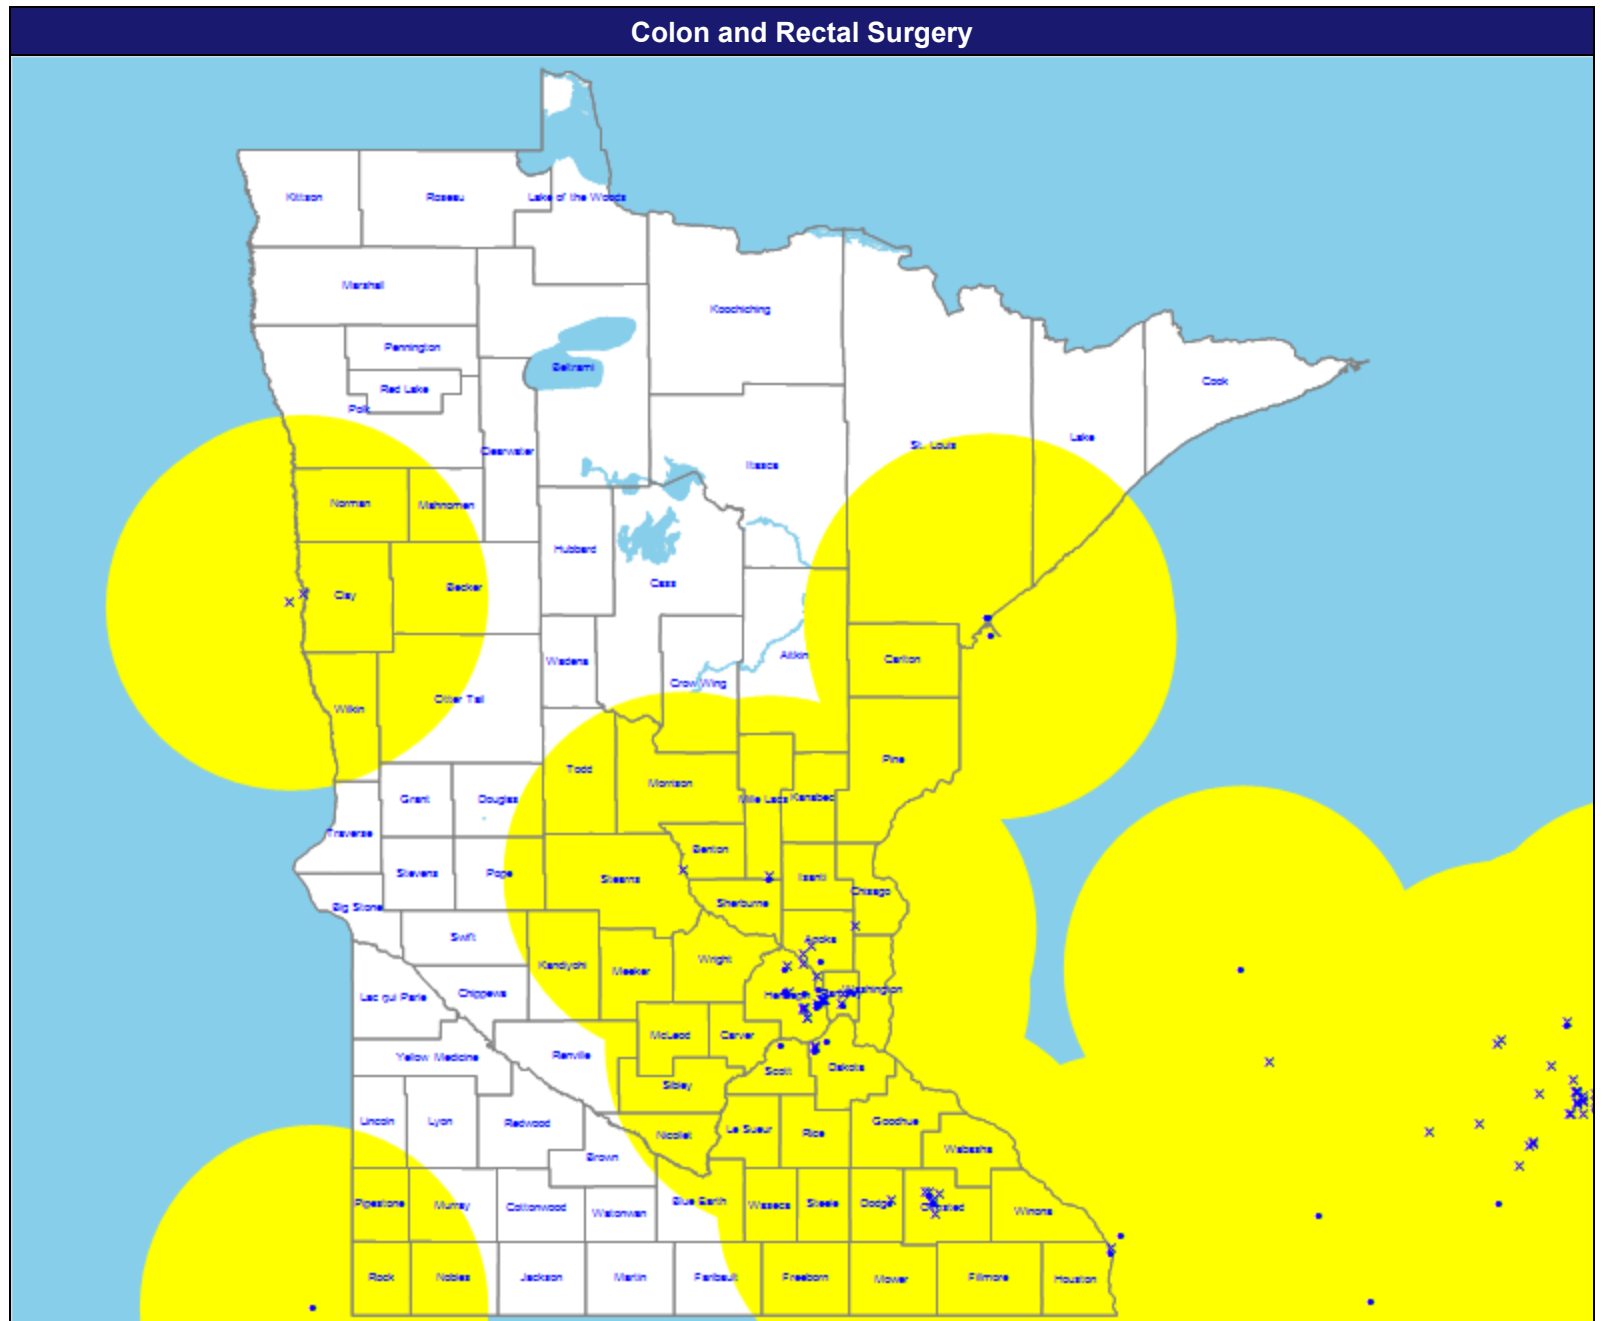 Colon and Rectal Surgery
Kittson
Roseau
Lake of the Woods
Marshall
Koochiching
Pennington
Beltrami
Red Lake
Cook
Polk
Lake
St. Louis
Clearwater
Itasca
Norman
Mahnomen
Hubbard
Cass
Becker
Clay
Aitkin
Carlton
Wadena
Crow Wing
Otter Tail
Wilkin
Pine
Todd
Morrison
Grant
Douglas
Mille Lacs
Kanabec
Traverse
Benton
Stevens
Pope
Stearns
Isanti
Chisago
Big Stone
Sherburne
Swift
Anoka
Wright
Kandiyohi
Meeker
Lac qui Parle
Chippewa
Hennepin
Washington
McLeod
Carver
Yellow Medicine
Renville
Scott
Dakota
Sibley
Lincoln
Lyon
Redwood
Nicollet
Le Sueur
Rice
Goodhue
Brown
Wabasha
Pipestone
Murray
Cottonwood
Watonwan
Blue Earth
Waseca
Steele
Dodge
Olmsted
Winona
Rock
Nobles
Jackson
Martin
Faribault
Freeborn
Mower
Fillmore
Houston